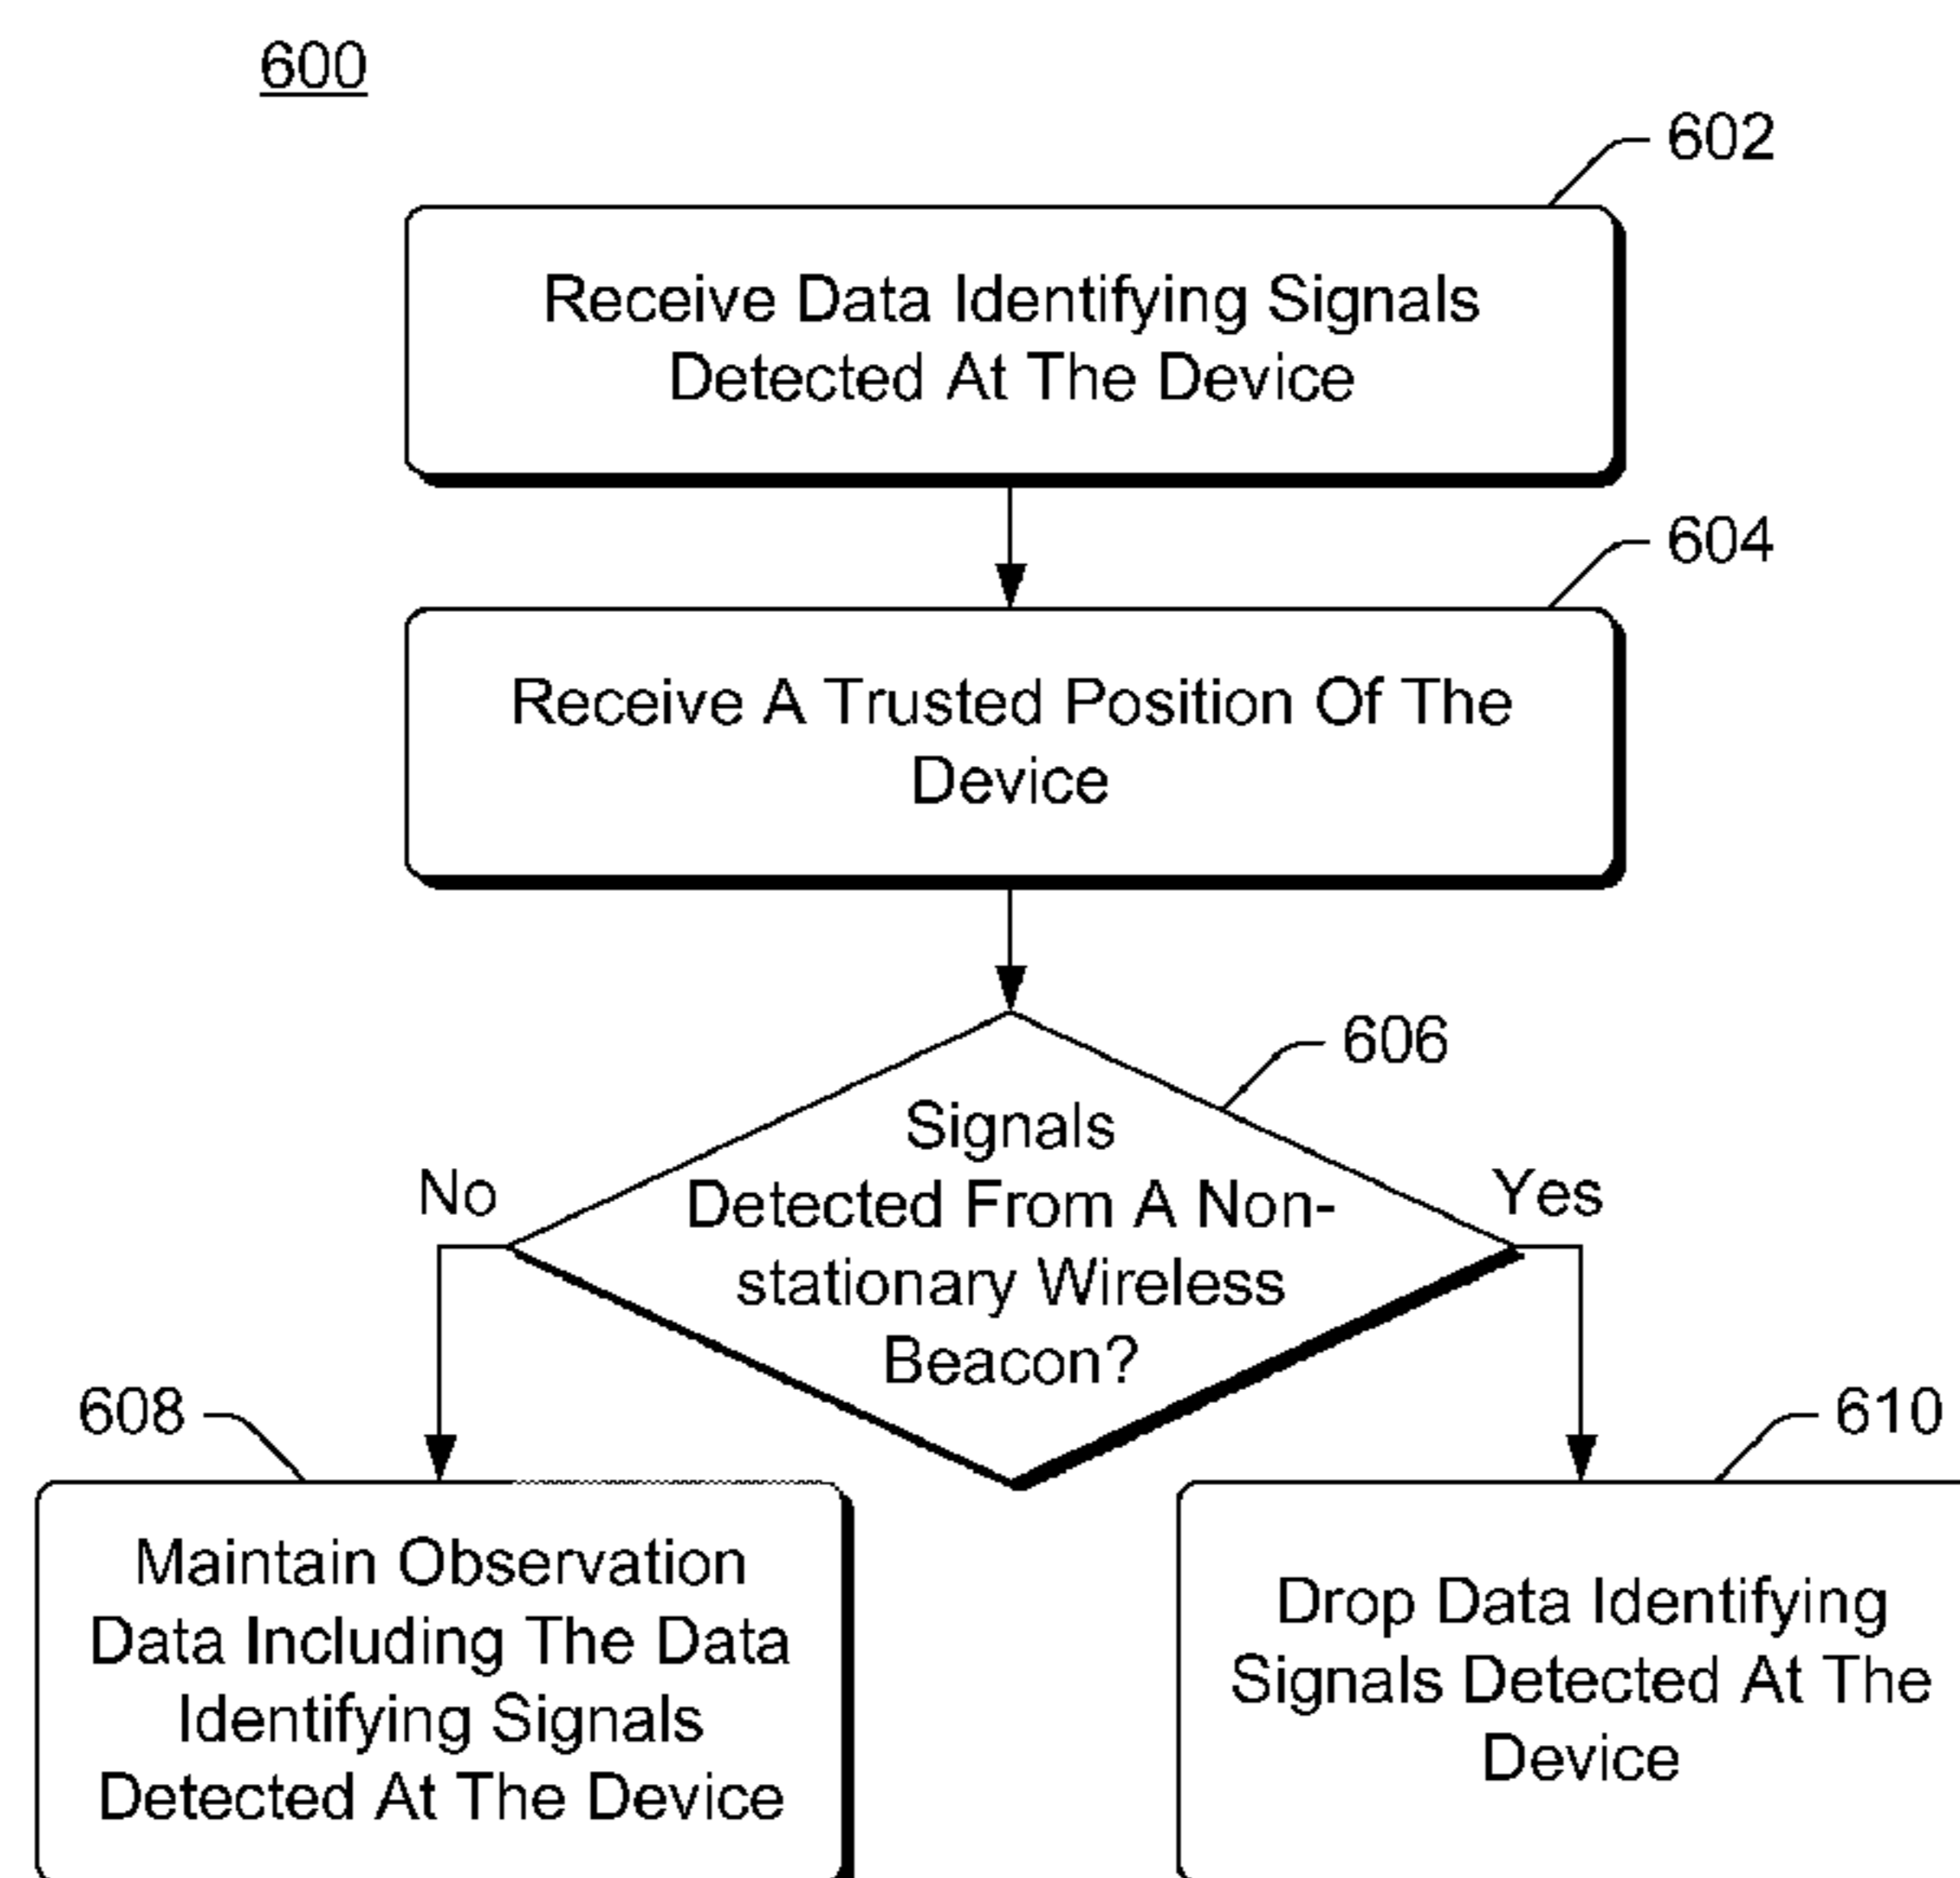 600
602
Receive Data Identifying Signals
Detected At The Device
604
Receive A Trusted Position Of The
Device
606
Signals
Detected From A Non-
stationary Wireless
Beacon?
No
Yes
608
Maintain Observation
Data Including The Data
Identifying Signals
Detected At The Device
610
Drop Data Identifying
Signals Detected At The
Device